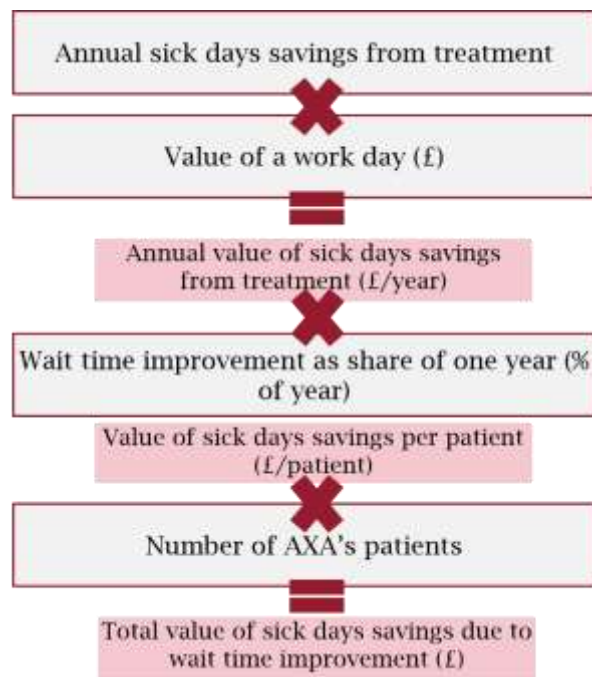 Annual sick days savings from treatment
Value of a work day (£)
Annual value of sick days savings
from treatment (£/year)
Wait time improvement as share of one year (%
of year)
Value of sick days savings per patient
(£/patient)
Number of AXA's patients
Total value of sick days savings due to
wait time improvement (£)